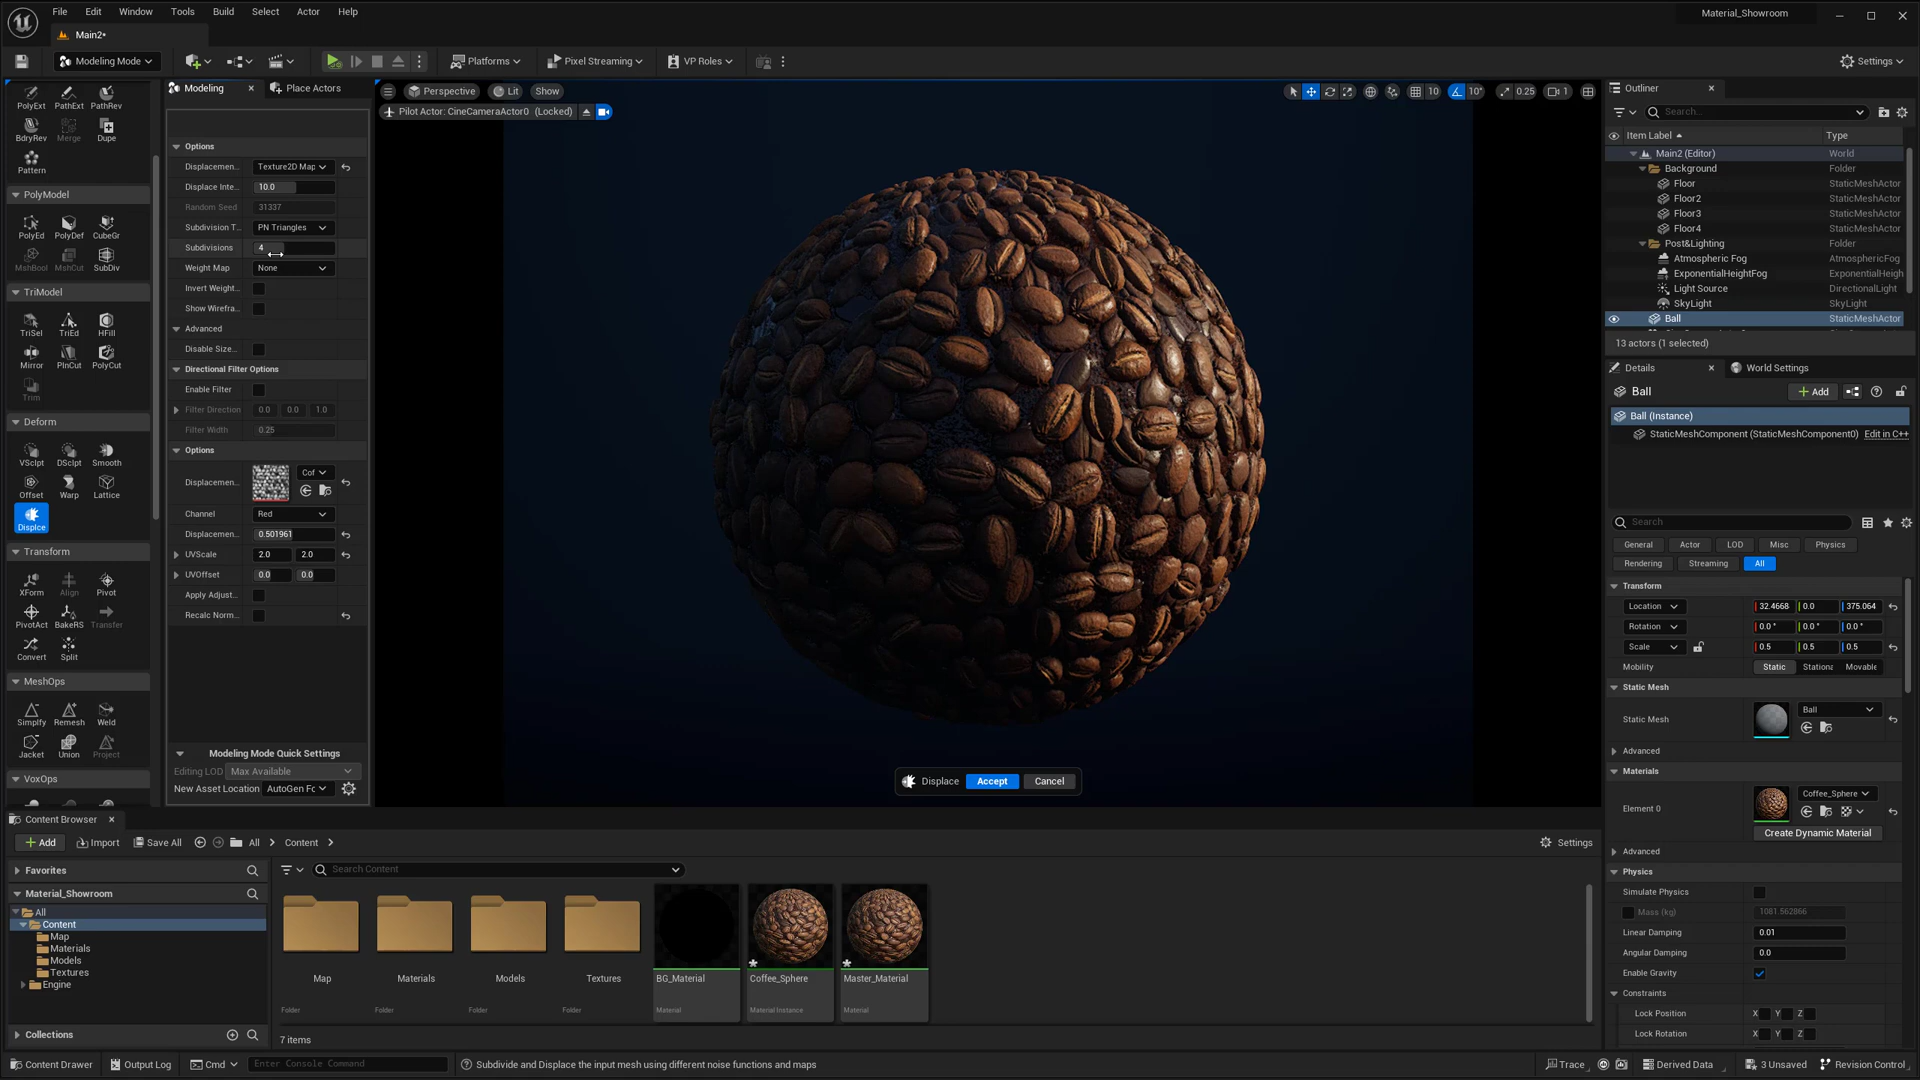 File Edit Window Tools Build Select Actor Help
Material_Showroom
Main2*
Modeling Mode Platforms Pixel Streaming VP Roles Settings
Modeling Place Actors
PolyExt PathExt PathRev
BdryRev Merge Dupe
Pattern
PolyModel
PolyEd PolyDef CubeGr
MshBool MshCut SubDiv
TriModel
TriSel TriEd HFill
Mirror PlnCut PolyCut
Trim
Deform
VSclpt DSclpt Smooth
Offset Warp Lattice
Displce
Transform
XForm Align Pivot
PivotAct BakeRS Transfer
Convert Split
MeshOps
Simplfy Remesh Weld
Jacket Union Project
VoxOps
Options
Displacemen... Texture2D Map
Displace Inte... 10.0
Random Seed 31337
Subdivision T... PN Triangles
Subdivisions 4
Weight Map None
Invert Weight...
Show Wirefra...
Advanced
Disable Size...
Directional Filter Options
Enable Filter
Filter Direction 0.0 0.0 1.0
Filter Width 0.25
Options
Displacemen... Cof
Channel Red
Displacemen... 0.501961
UVScale 2.0 2.0
UVOffset 0.0 0.0
Apply Adjust...
Recalc Norm...
Modeling Mode Quick Settings
Editing LOD Max Available
New Asset Location AutoGen Fc
Perspective Lit Show
Pilot Actor: CineCameraActor0 (Locked)
10 10° 0.25 1
Displace Accept Cancel
Outliner
Search...
Item Label Type
Main2 (Editor) World
Background Folder
Floor StaticMeshActor
Floor2 StaticMeshActor
Floor3 StaticMeshActor
Floor4 StaticMeshActor
Post&Lighting Folder
Atmospheric Fog AtmosphericFog
ExponentialHeightFog ExponentialHeigh
Light Source DirectionalLight
SkyLight SkyLight
Ball StaticMeshActor
13 actors (1 selected)
Details World Settings
Ball Add
Ball (Instance)
StaticMeshComponent (StaticMeshComponent0) Edit in C++
Search
General Actor LOD Misc Physics
Rendering Streaming All
Transform
Location 32.4668 0.0 375.064
Rotation 0.0 ° 0.0 ° 0.0 °
Scale 0.5 0.5 0.5
Mobility Static Stationa Movable
Static Mesh
Static Mesh Ball
Advanced
Materials
Element 0 Coffee_Sphere
Create Dynamic Material
Advanced
Physics
Simulate Physics
Mass (kg) 1081.562866
Linear Damping 0.01
Angular Damping 0.0
Enable Gravity
Constraints
Lock Position X Y Z
Lock Rotation X Y Z
Content Browser
Add Import Save All All Content Settings
Favorites
Material_Showroom
All
Content
Map
Materials
Models
Textures
Engine
Collections
Search Content
Map Materials Models Textures BG_Material Coffee_Sphere Master_Material
Folder Folder Folder Folder Material Material Instance Material
7 items
Content Drawer Output Log Cmd Enter Console Command Subdivide and Displace the input mesh using different noise functions and maps Trace Derived Data 3 Unsaved Revision Control